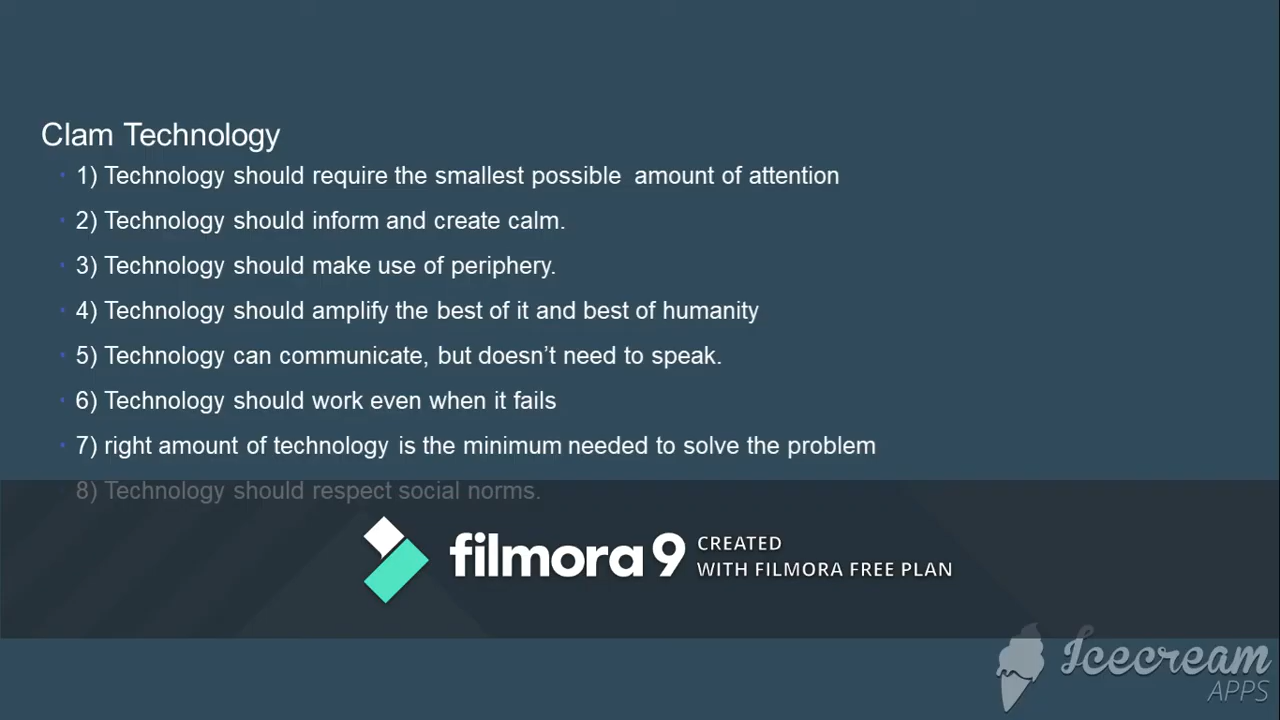 Clam Technology
1) Technology should require the smallest possible amount of attention
2) Technology should inform and create calm.
3) Technology should make use of periphery.
4) Technology should amplify the best of it and best of humanity
5) Technology can communicate, but doesn’t need to speak.
6) Technology should work even when it fails
7) right amount of technology is the minimum needed to solve the problem
8) Technology should respect social norms.
filmora 9
CREATED
WITH FILMORA FREE PLAN
Icecream
APPS